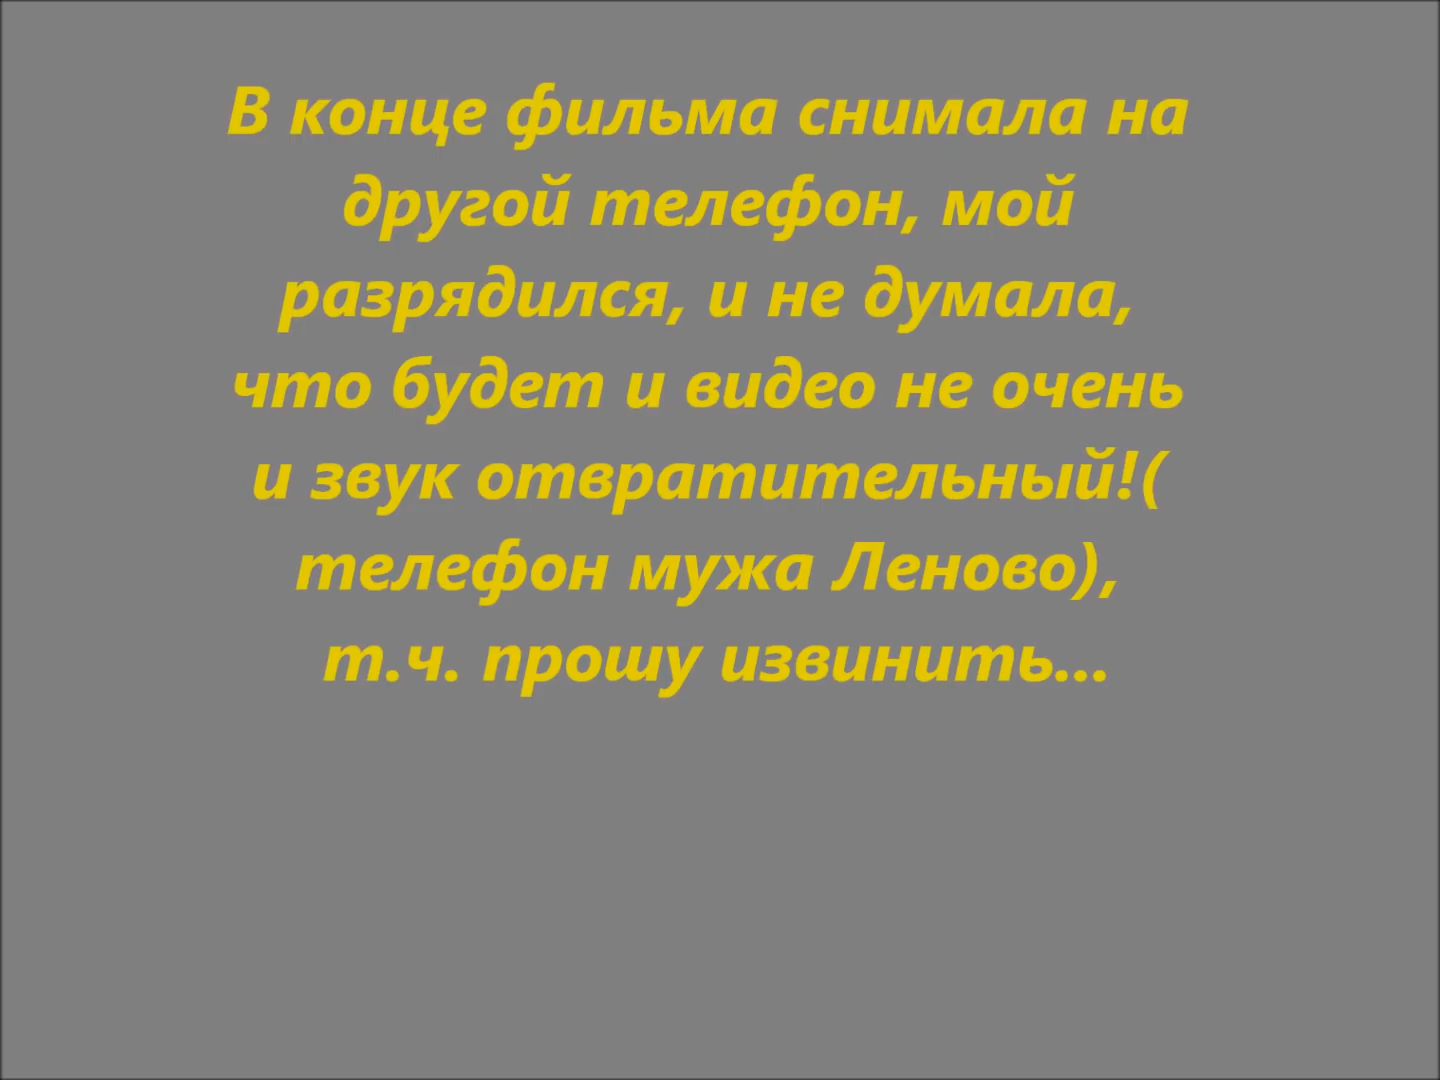 В конце фильма снимала на
другой телефон, мой
разрядился, и не думала,
что будет и видео не очень
и звук отвратительный!(
телефон мужа Леново),
т.ч. прошу извинить...